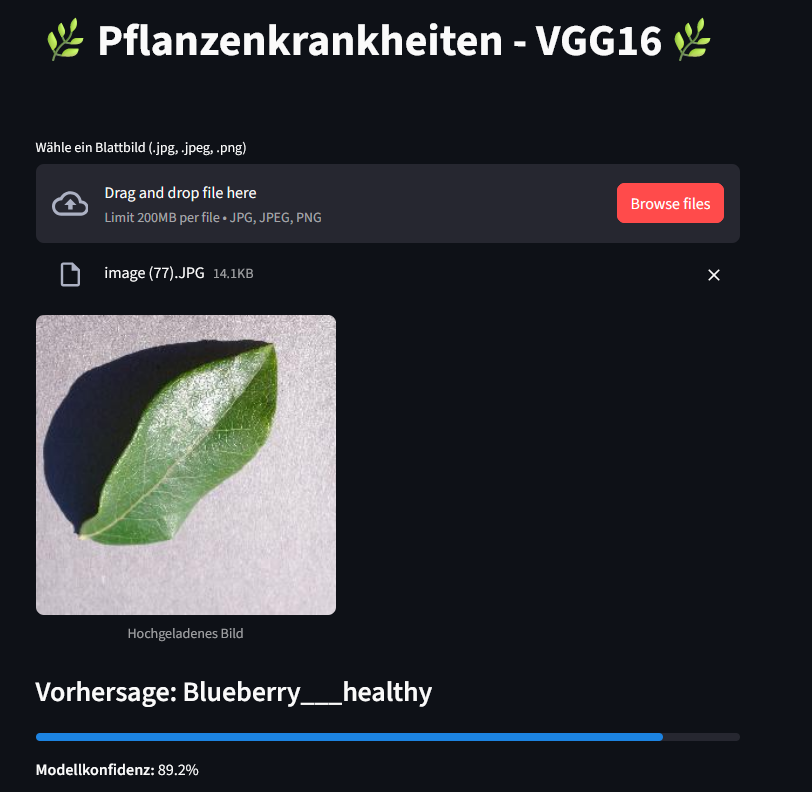 🌿 Pflanzenkrankheiten - VGG16 🌿
Wähle ein Blattbild (.jpg, .jpeg, .png)
Drag and drop file here
Limit 200MB per file • JPG, JPEG, PNG
Browse files
image (77).JPG 14.1KB
Hochgeladenes Bild
Vorhersage: Blueberry___healthy
Modellkonfidenz: 89.2%